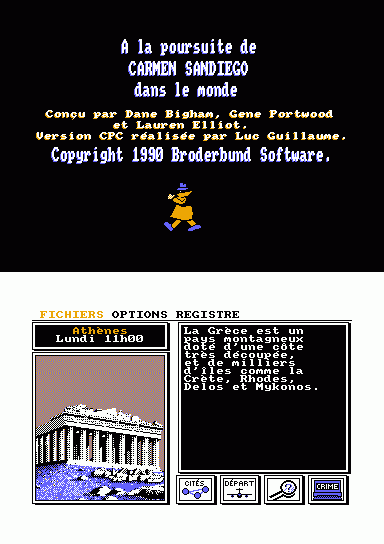 A la poursuite de
CARMEN SANDIEGO
dans le monde
Conçu par Dane Bigham, Gene Portwood
et Lauren Elliot.
Version CPC réalisée par Luc Guillaume.
Copyright 1990 Broderbund Software.
FICHIERS OPTIONS REGISTRE
Athènes
Lundi 11h00
La Grèce est un
pays montagneux
doté d'une côte
très découpée,
et de milliers
d'îles comme la
Crète, Rhodes,
Delos et Mykonos.
CITÉS
DÉPART
CRIME